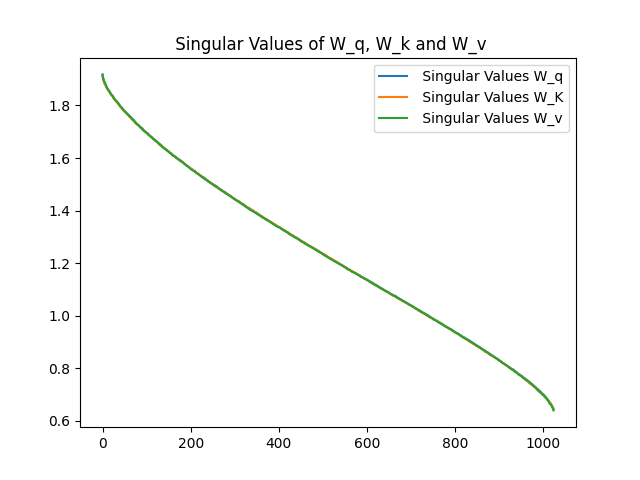 Singular Values of W_q, W_k and W_v
Singular Values W_q
Singular Values W_K
Singular Values W_v
1.8
1.6
1.4
1.2
1.0
0.8
0.6
0 200 400 600 800 1000